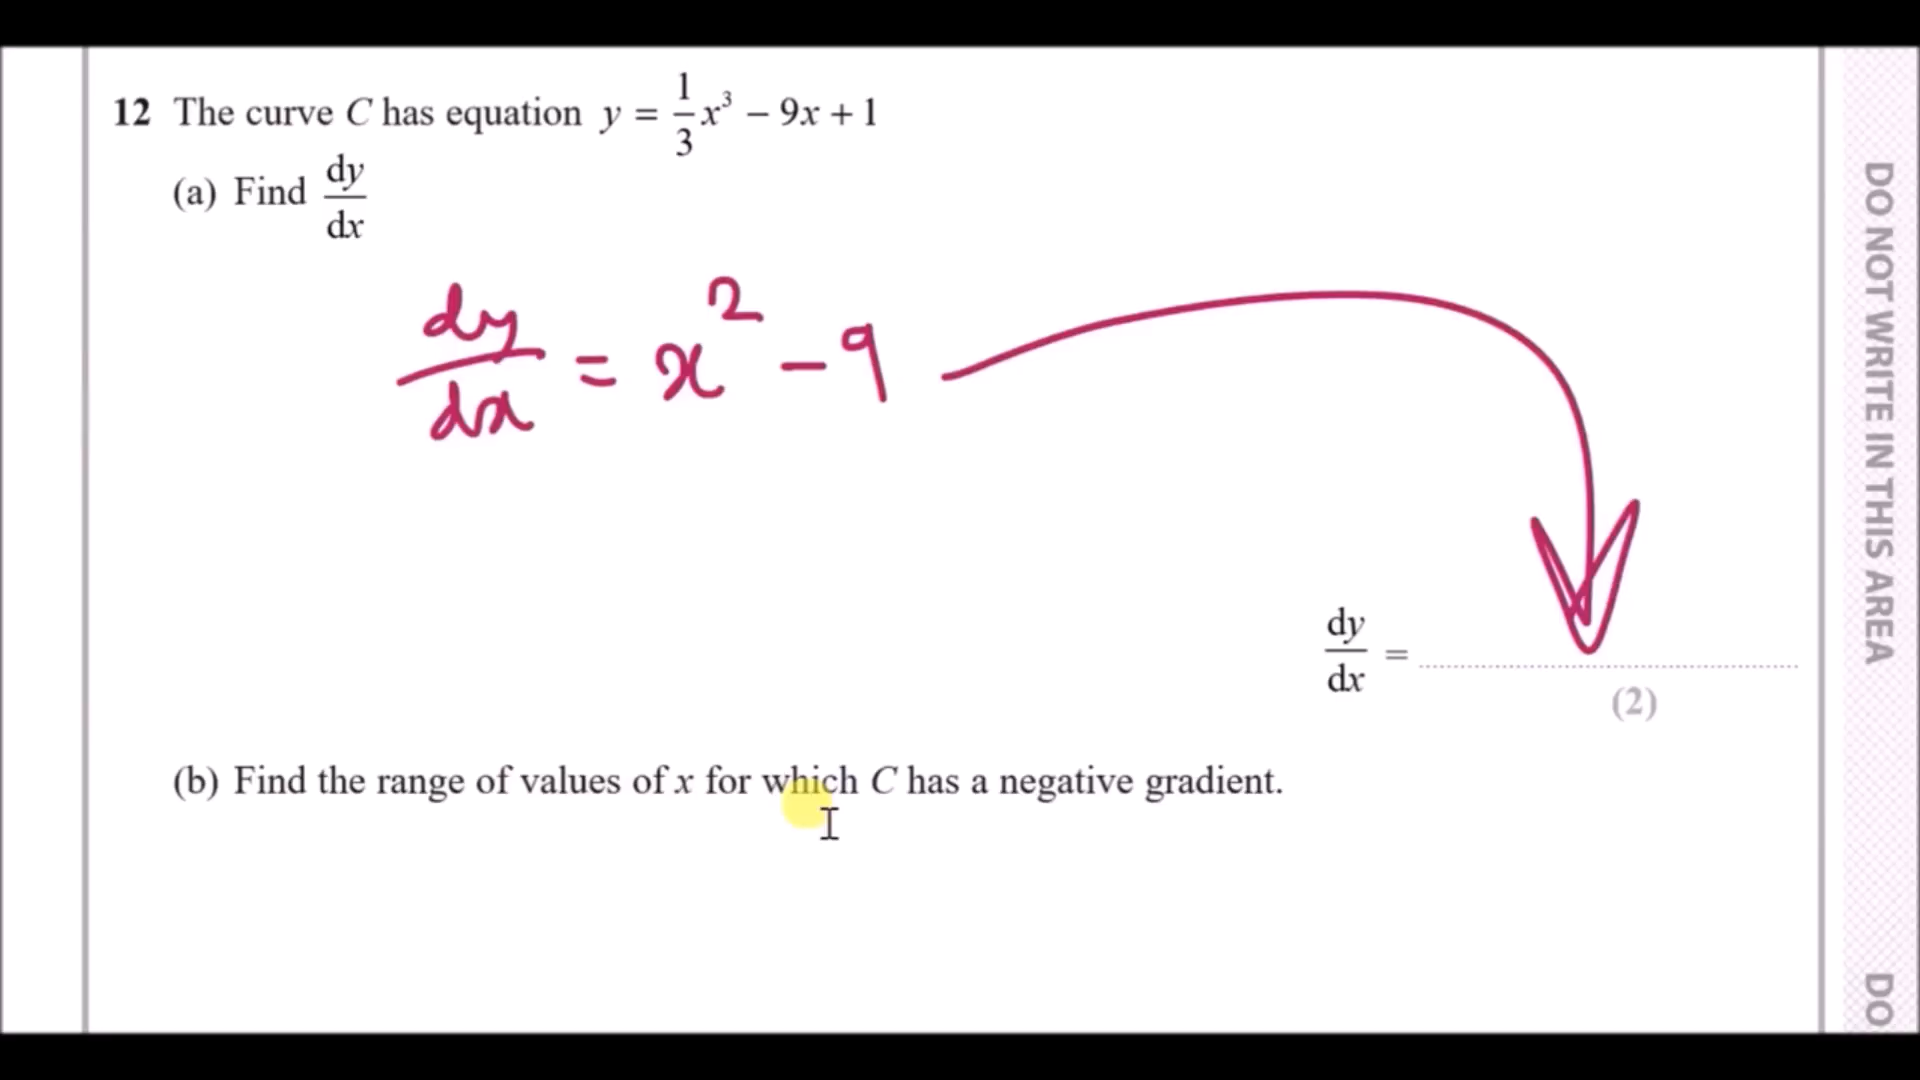 12 The curve C has equation y = 1/3 x³ − 9x + 1
(a) Find dy/dx
dy/dx = x² − 9
dy/dx = ........................................
(2)
(b) Find the range of values of x for which C has a negative gradient.
DO NOT WRITE IN THIS AREA
DO